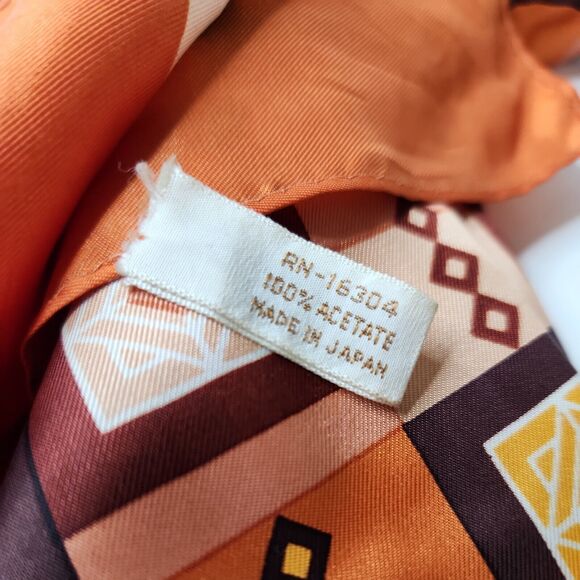 RN-16304
100% ACETATE
MADE IN JAPAN